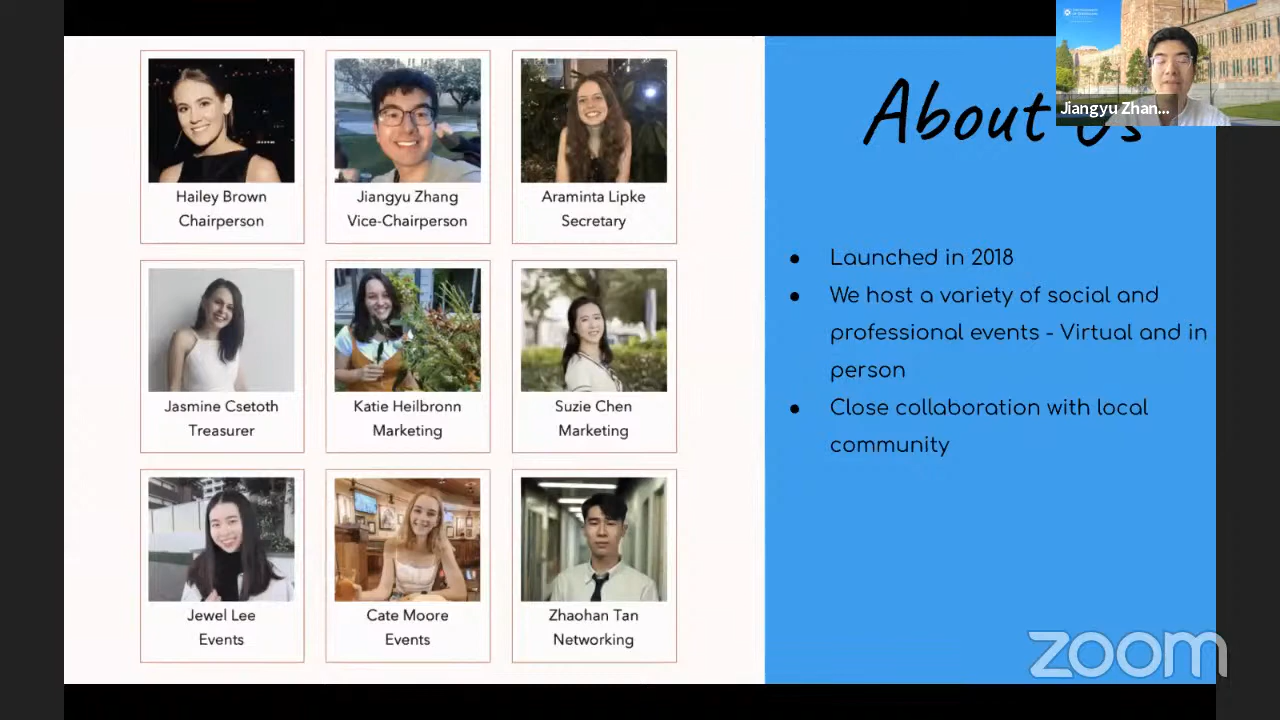 Hailey Brown
Chairperson
Jiangyu Zhang
Vice-Chairperson
Araminta Lipke
Secretary
Jasmine Csetoth
Treasurer
Katie Heilbronn
Marketing
Suzie Chen
Marketing
Jewel Lee
Events
Cate Moore
Events
Zhaohan Tan
Networking
About Us
• Launched in 2018
• We host a variety of social and
professional events - Virtual and in
person
• Close collaboration with local
community
Jiangyu Zhan...
zoom